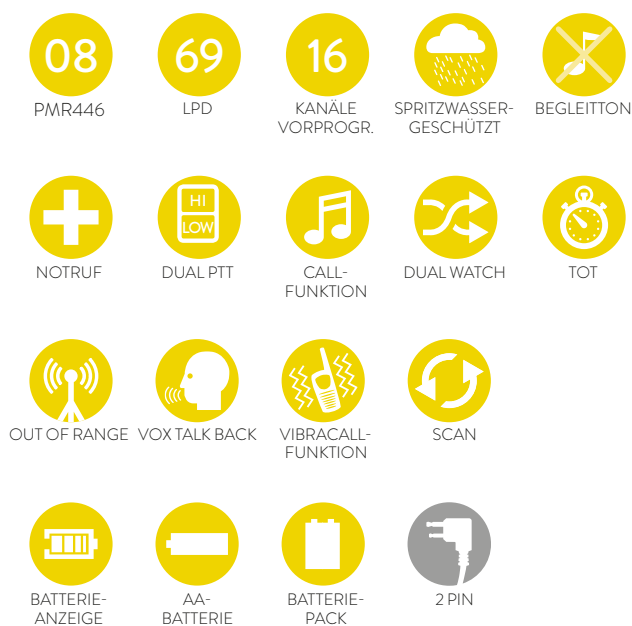 08 69 16
PMR446 LPD KANÄLE SPRITZWASSER- BEGLEITTON
VORPROGR. GESCHÜTZT
HI
LOW
NOTRUF DUAL PTT CALL- DUAL WATCH TOT
FUNKTION
OUT OF RANGE VOX TALK BACK VIBRACALL- SCAN
FUNKTION
BATTERIE- AA- BATTERIE- 2 PIN
ANZEIGE BATTERIE PACK